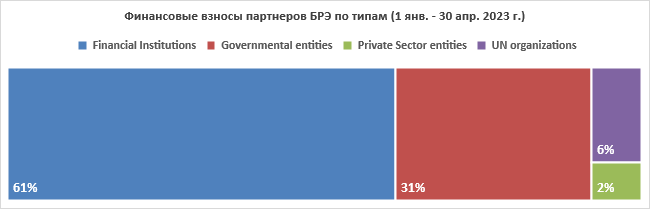 Финансовые взносы партнеров БРЭ по типам (1 янв. - 30 апр. 2023 г.)
Financial Institutions Governmental entities Private Sector entities UN organizations
61% 31% 6%
2%